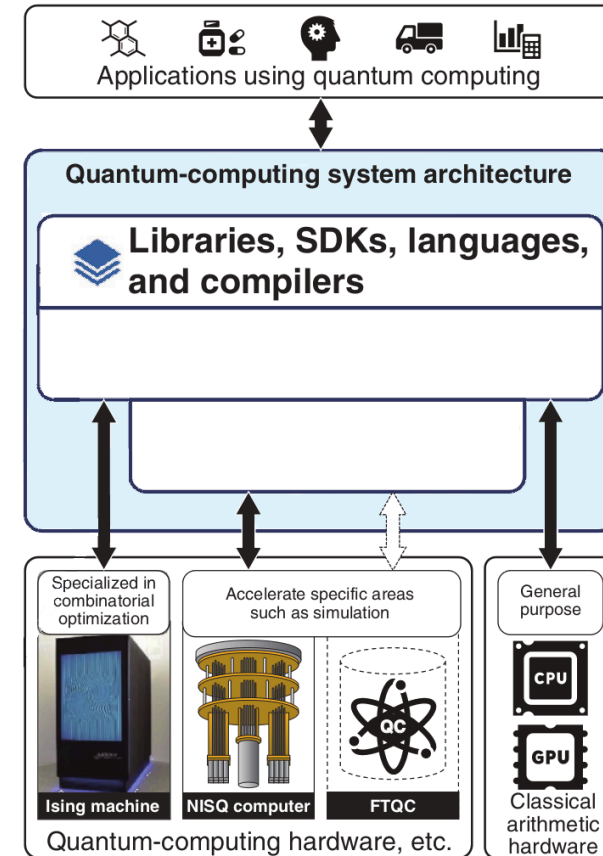 Applications using quantum computing
Quantum-computing system architecture
Libraries, SDKs, languages,
and compilers
Specialized in
combinatorial
optimization
Accelerate specific areas
such as simulation
General
purpose
CPU
QC
GPU
Ising machine
NISQ computer
FTQC
Classical
arithmetic
hardware
Quantum-computing hardware, etc.